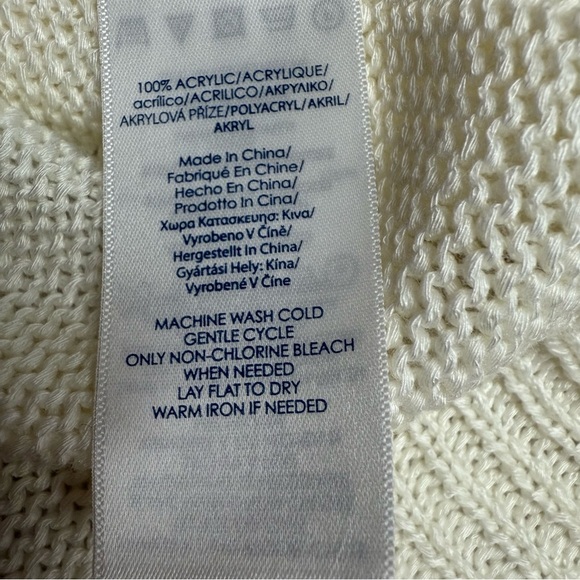 100% ACRYLIC/ACRYLIQUE/
acrílico/ACRILICO/ΑΚΡΥΛΙΚΟ/
AKRYLOVÁ PŘÍZE/POLYACRYL/AKRIL/
AKRYL
Made In China/
Fabriqué En Chine/
Hecho En China/
Prodotto In Cina/
Χωρα Κατασκευησ: Κινα/
Vyrobeno V Číně/
Hergestellt In China/
Gyártási Hely: Kína/
Vyrobené V Číne
MACHINE WASH COLD
GENTLE CYCLE
ONLY NON-CHLORINE BLEACH
WHEN NEEDED
LAY FLAT TO DRY
WARM IRON IF NEEDED